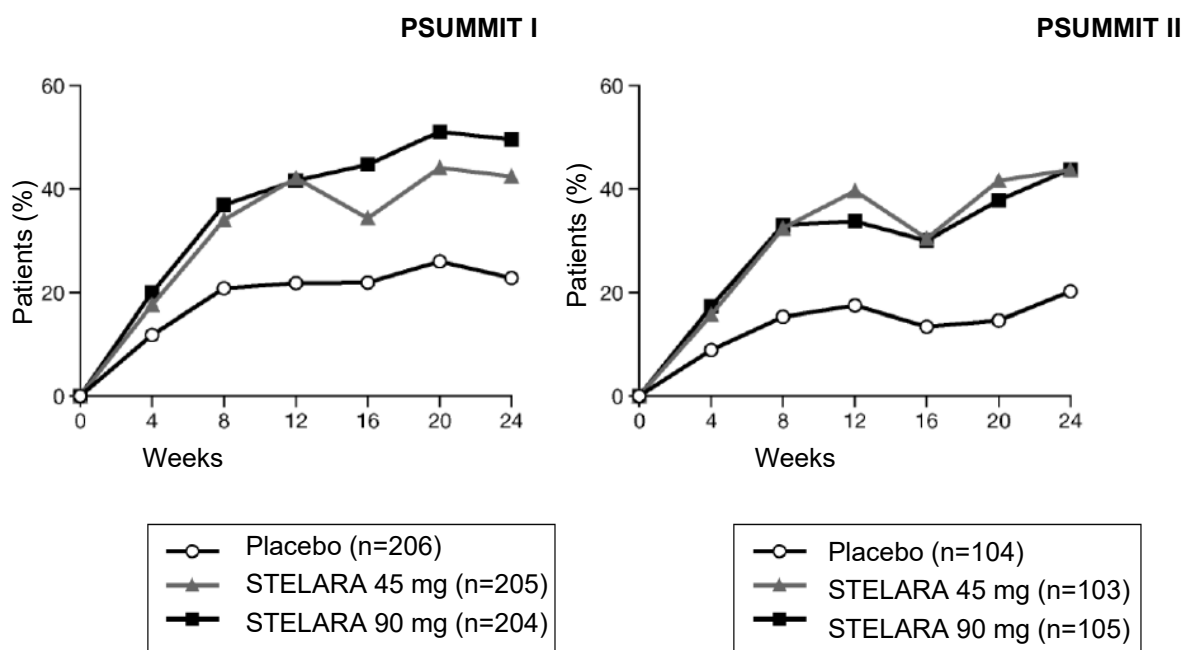 PSUMMIT I
Patients (%)
60
40
20
0
0 4 8 12 16 20 24
Weeks
Placebo (n=206)
STELARA 45 mg (n=205)
STELARA 90 mg (n=204)
PSUMMIT II
Patients (%)
60
40
20
0
0 4 8 12 16 20 24
Weeks
Placebo (n=104)
STELARA 45 mg (n=103)
STELARA 90 mg (n=105)